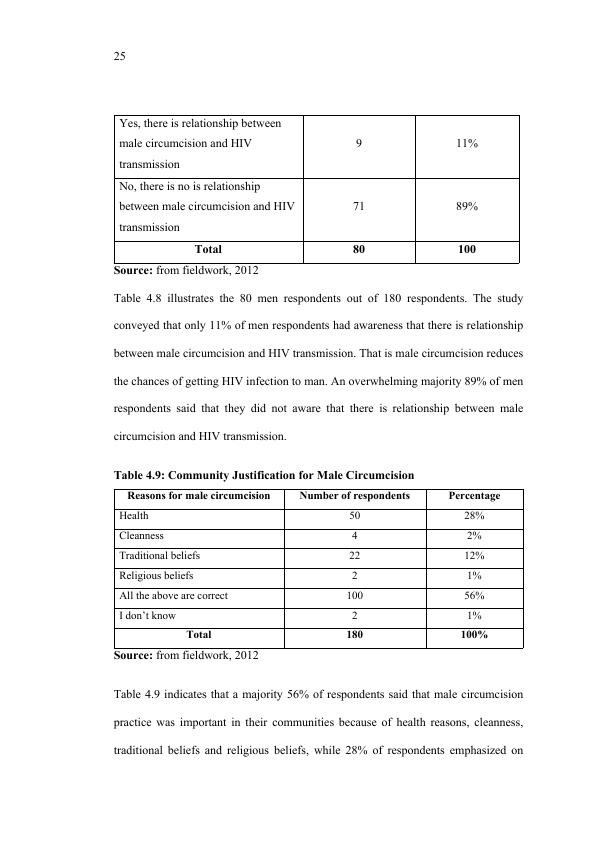 25
Yes, there is relationship between
male circumcision and HIV
transmission
9
11%
No, there is no is relationship
between male circumcision and HIV
transmission
71
89%
Total
80
100
Source: from fieldwork, 2012
Table 4.8 illustrates the 80 men respondents out of 180 respondents. The study
conveyed that only 11% of men respondents had awareness that there is relationship
between male circumcision and HIV transmission. That is male circumcision reduces
the chances of getting HIV infection to man. An overwhelming majority 89% of men
respondents said that they did not aware that there is relationship between male
circumcision and HIV transmission.
Table 4.9: Community Justification for Male Circumcision
Reasons for male circumcision
Number of respondents
Percentage
Health
50
28%
Cleanness
4
2%
Traditional beliefs
22
12%
Religious beliefs
2
1%
All the above are correct
100
56%
I don’t know
2
1%
Total
180
100%
Source: from fieldwork, 2012
Table 4.9 indicates that a majority 56% of respondents said that male circumcision
practice was important in their communities because of health reasons, cleanness,
traditional beliefs and religious beliefs, while 28% of respondents emphasized on